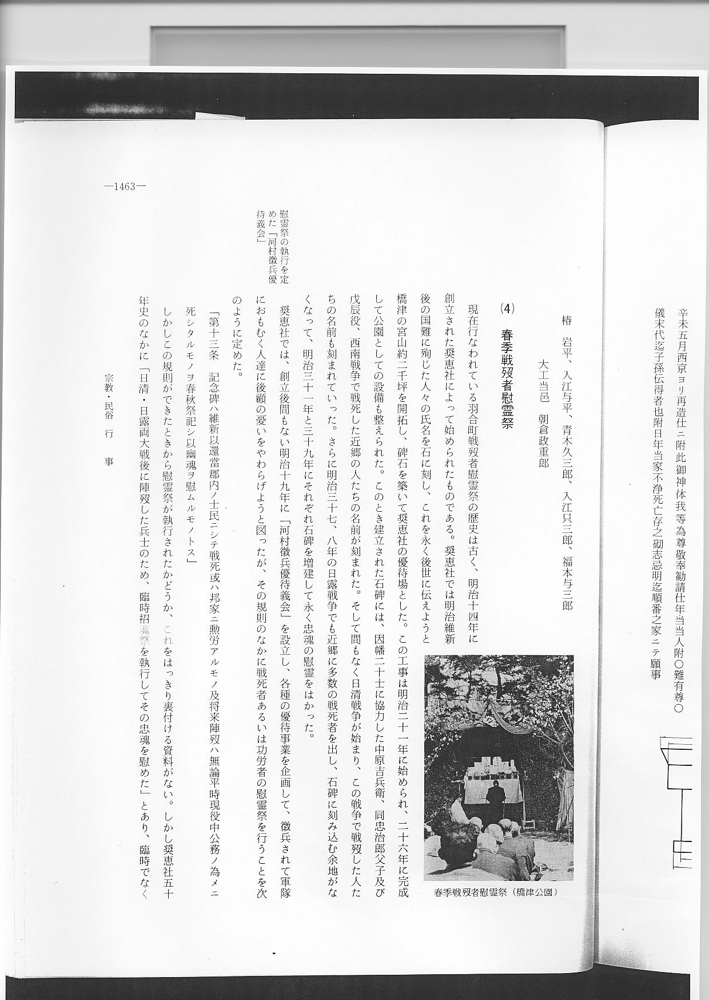 辛未五月西京ヨリ再造仕ニ附此御神体我等為尊敬奉勧請仕年当当人附〇難有尊〇
儀末代迄子孫伝得者也附日年当家不浄死亡存之砌志忌明迄順番之家ニテ願事
椿　岩平、入江与平、青木久三郎、入江只三郎、福本与三郎
大工当邑　朝倉政重郎
(4)　春季戦歿者慰霊祭
現在行なわれている羽合町戦歿者慰霊祭の歴史は古く、明治十四年に
創立された奨恵社によって始められたものである。奨恵社では明治維新
後の国難に殉じた人々の氏名を石に刻し、これを永く後世に伝えようと
橋津の宮山約二千坪を開拓し、碑石を築いて奨恵社の優待場とした。この工事は明治二十一年に始められ、二十六年に完成
して公園としての設備も整えられた。このとき建立された石碑には、因幡二十士に協力した中原吉兵衛、同忠治郎父子及び
戊辰役、西南戦争で戦死した近郷の人たちの名前が刻まれた。そして間もなく日清戦争が始まり、この戦争で戦歿した人た
ちの名前も刻まれていった。さらに明治三十七、八年の日露戦争でも近郷に多数の戦死者を出し、石碑に刻み込む余地がな
くなって、明治三十一年と三十九年にそれぞれ石碑を増建して永く忠魂の慰霊をはかった。
慰霊祭の執行を定
めた「河村徴兵優
待義会」
奨恵社では、創立後間もない明治十九年に「河村徴兵優待義会」を設立し、各種の優待事業を企画して、徴兵されて軍隊
におもむく人達に後顧の憂いをやわらげようと図ったが、その規則のなかに戦死者あるいは功労者の慰霊祭を行うことを次
のように定めた。
「第十三条　記念碑ハ維新以還當郡内ノ士民ニシテ戦死或ハ邦家ニ勲労アルモノ及将来陣歿ハ無論平時現役中公務ノ為メニ
死シタルモノヲ春秋祭祀シ以幽魂ヲ慰ムルモノトス」
しかしこの規則ができたときから慰霊祭が執行されたかどうか、これをはっきり裏付ける資料がない。しかし奨恵社五十
年史のなかに「日清・日露両大戦後に陣歿した兵士のため、臨時招魂祭を執行してその忠魂を慰めた」とあり、臨時でなく
春季戦歿者慰霊祭（橋津公園）
宗教・民俗　行　事
―1463―